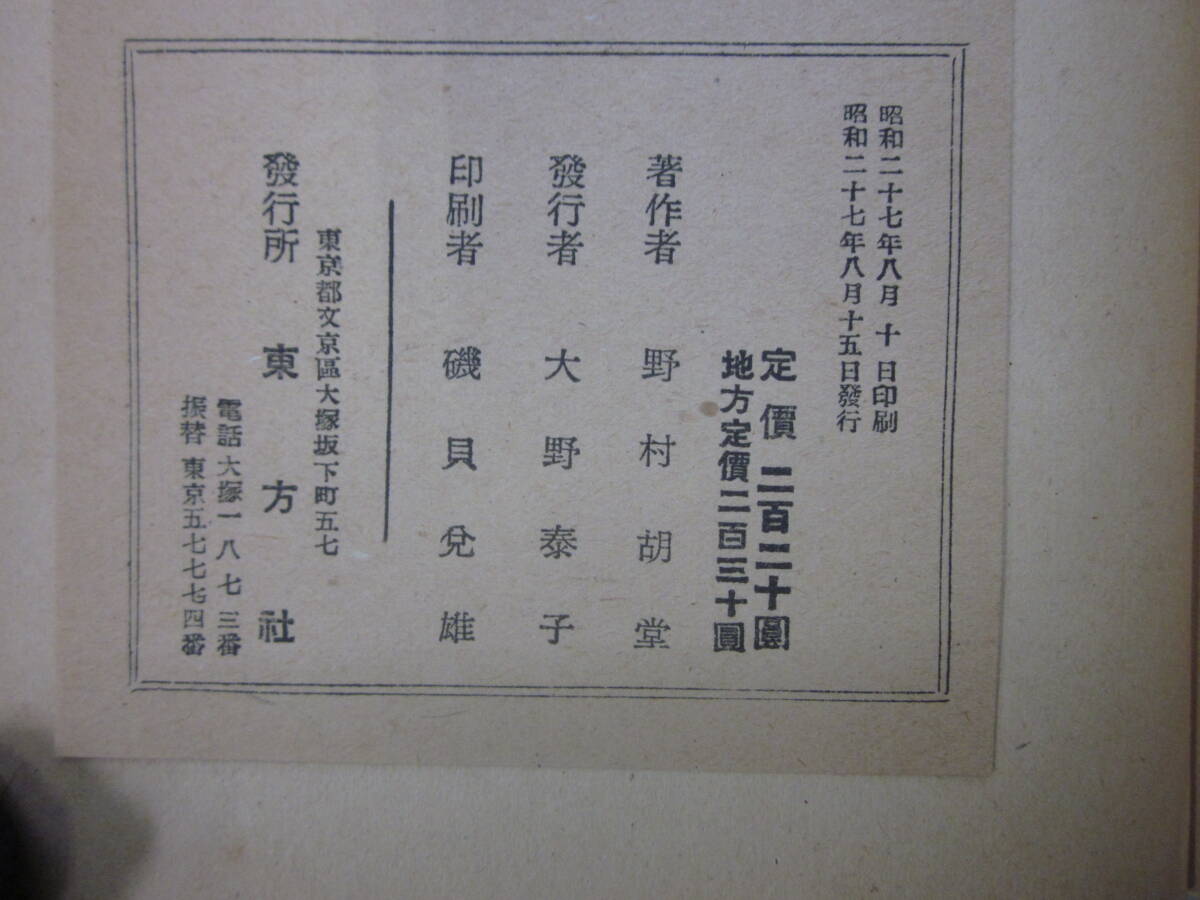 昭和二十七年八月十日印刷
昭和二十七年八月十五日發行
定價二百二十圓
地方定價二百三十圓
著作者 野村胡堂
發行者 大野泰子
印刷者 磯貝兌雄
東京都文京區大塚坂下町五七
發行所 東方社
電話大塚一八七三番
振替東京五七七七四番